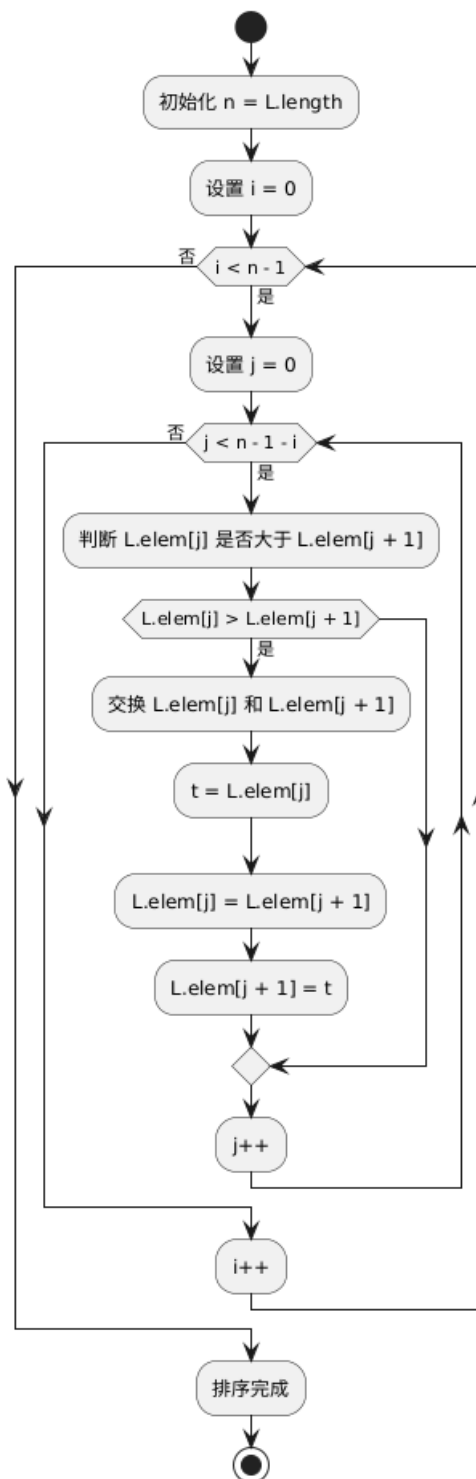 初始化 n = L.length
设置 i = 0
否
i < n - 1
是
设置 j = 0
否
j < n - 1 - i
是
判断 L.elem[j] 是否大于 L.elem[j + 1]
L.elem[j] > L.elem[j + 1]
是
交换 L.elem[j] 和 L.elem[j + 1]
t = L.elem[j]
L.elem[j] = L.elem[j + 1]
L.elem[j + 1] = t
j++
i++
排序完成